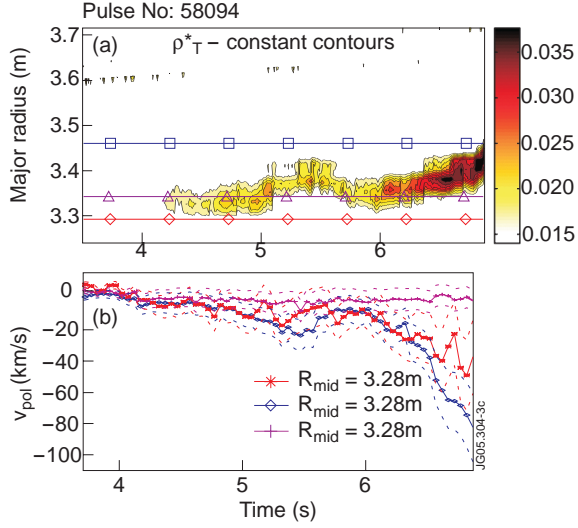 Pulse No: 58094
(a) ρ*T – constant contours
Major radius (m)
3.7
3.6
3.5
3.4
3.3
4 5 6
0.035
0.030
0.025
0.020
0.015
(b)
vpol (km/s)
0
−20
−40
−60
−80
−100
Rmid = 3.28m
Rmid = 3.28m
Rmid = 3.28m
JG05.304-3c
4 5 6
Time (s)